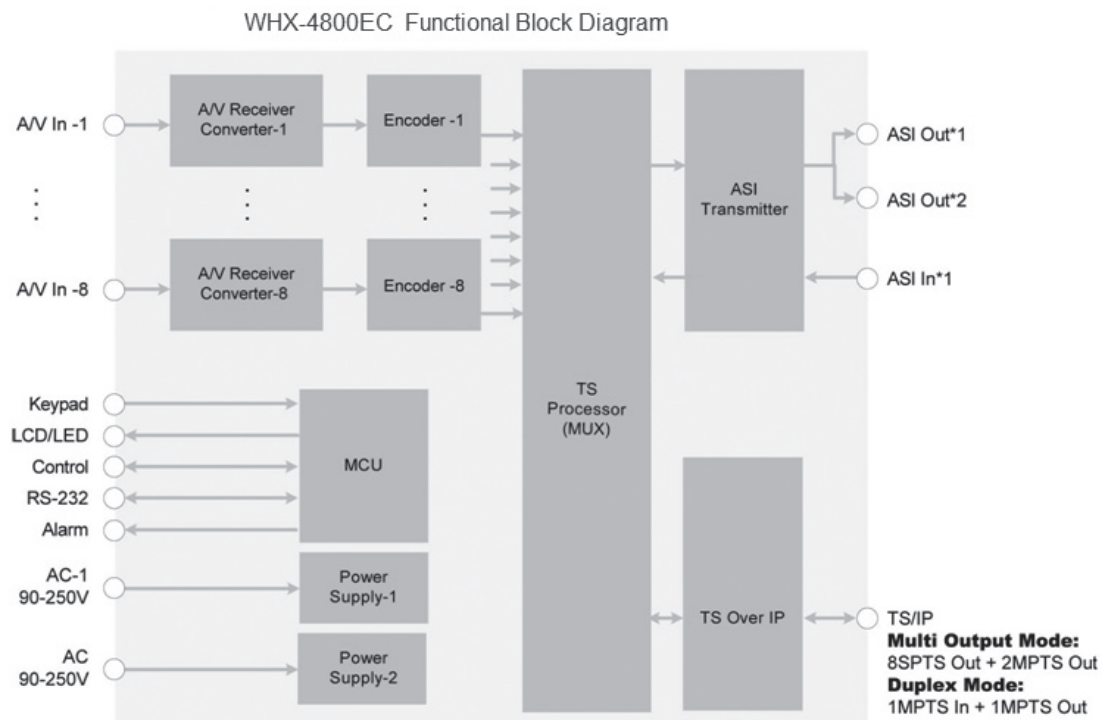 WHX-4800EC Functional Block Diagram
A/V In -1
A/V Receiver
Converter-1
Encoder -1
A/V In -8
A/V Receiver
Converter-8
Encoder -8
TS
Processor
(MUX)
ASI
Transmitter
ASI Out*1
ASI Out*2
ASI In*1
Keypad
LCD/LED
Control
RS-232
Alarm
MCU
AC-1
90-250V
Power
Supply-1
AC
90-250V
Power
Supply-2
TS Over IP
TS/IP
Multi Output Mode:
8SPTS Out + 2MPTS Out
Duplex Mode:
1MPTS In + 1MPTS Out